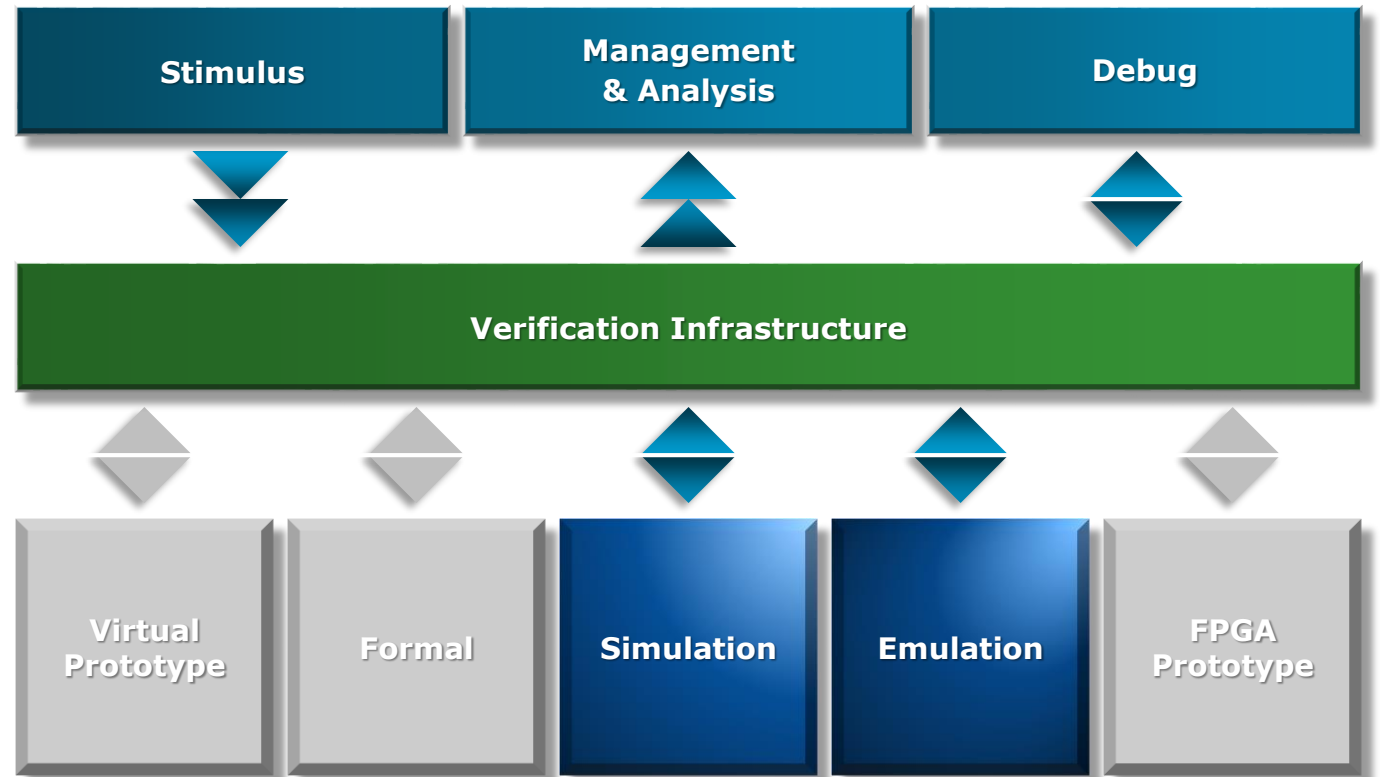 Stimulus
Management
& Analysis
Debug
Verification Infrastructure
Virtual
Prototype
Formal
Simulation
Emulation
FPGA
Prototype